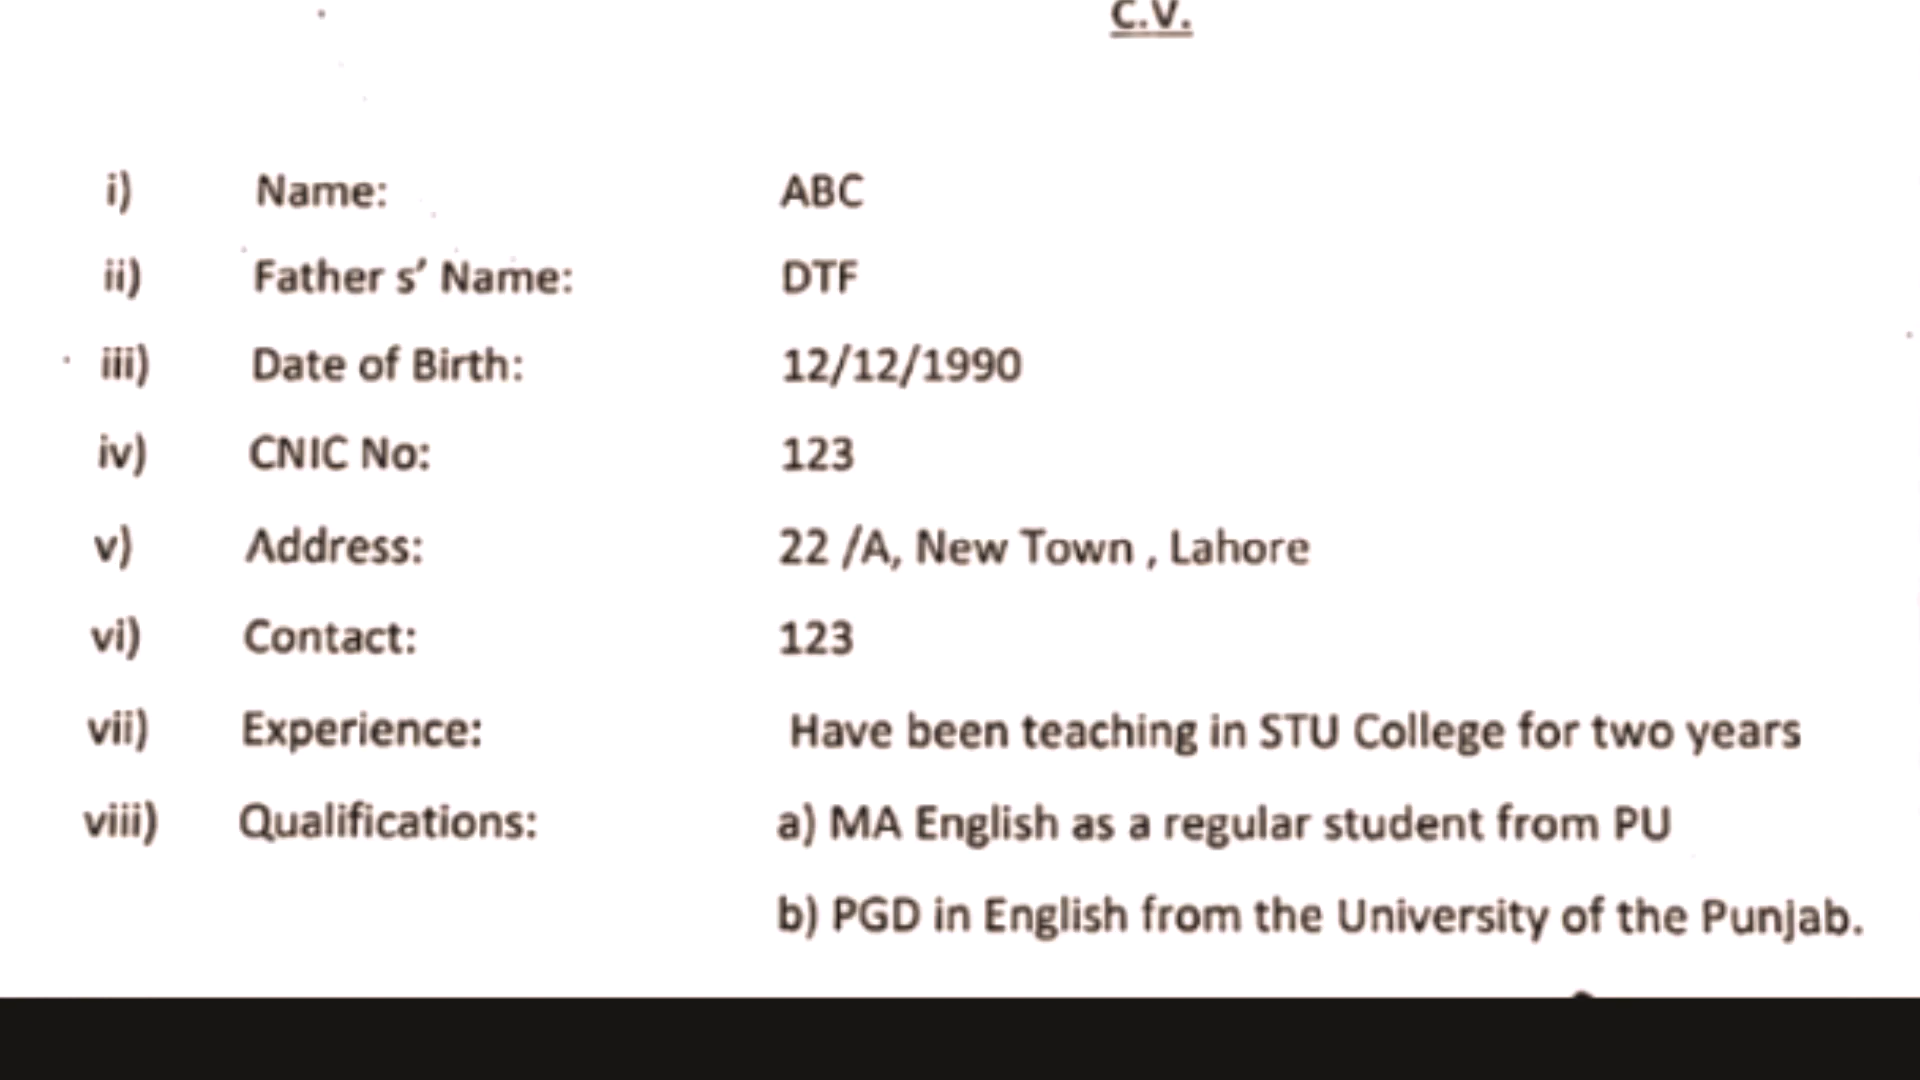 C.V.
i) Name: ABC
ii) Father s’ Name: DTF
iii) Date of Birth: 12/12/1990
iv) CNIC No: 123
v) Address: 22 /A, New Town , Lahore
vi) Contact: 123
vii) Experience: Have been teaching in STU College for two years
viii) Qualifications: a) MA English as a regular student from PU
b) PGD in English from the University of the Punjab.